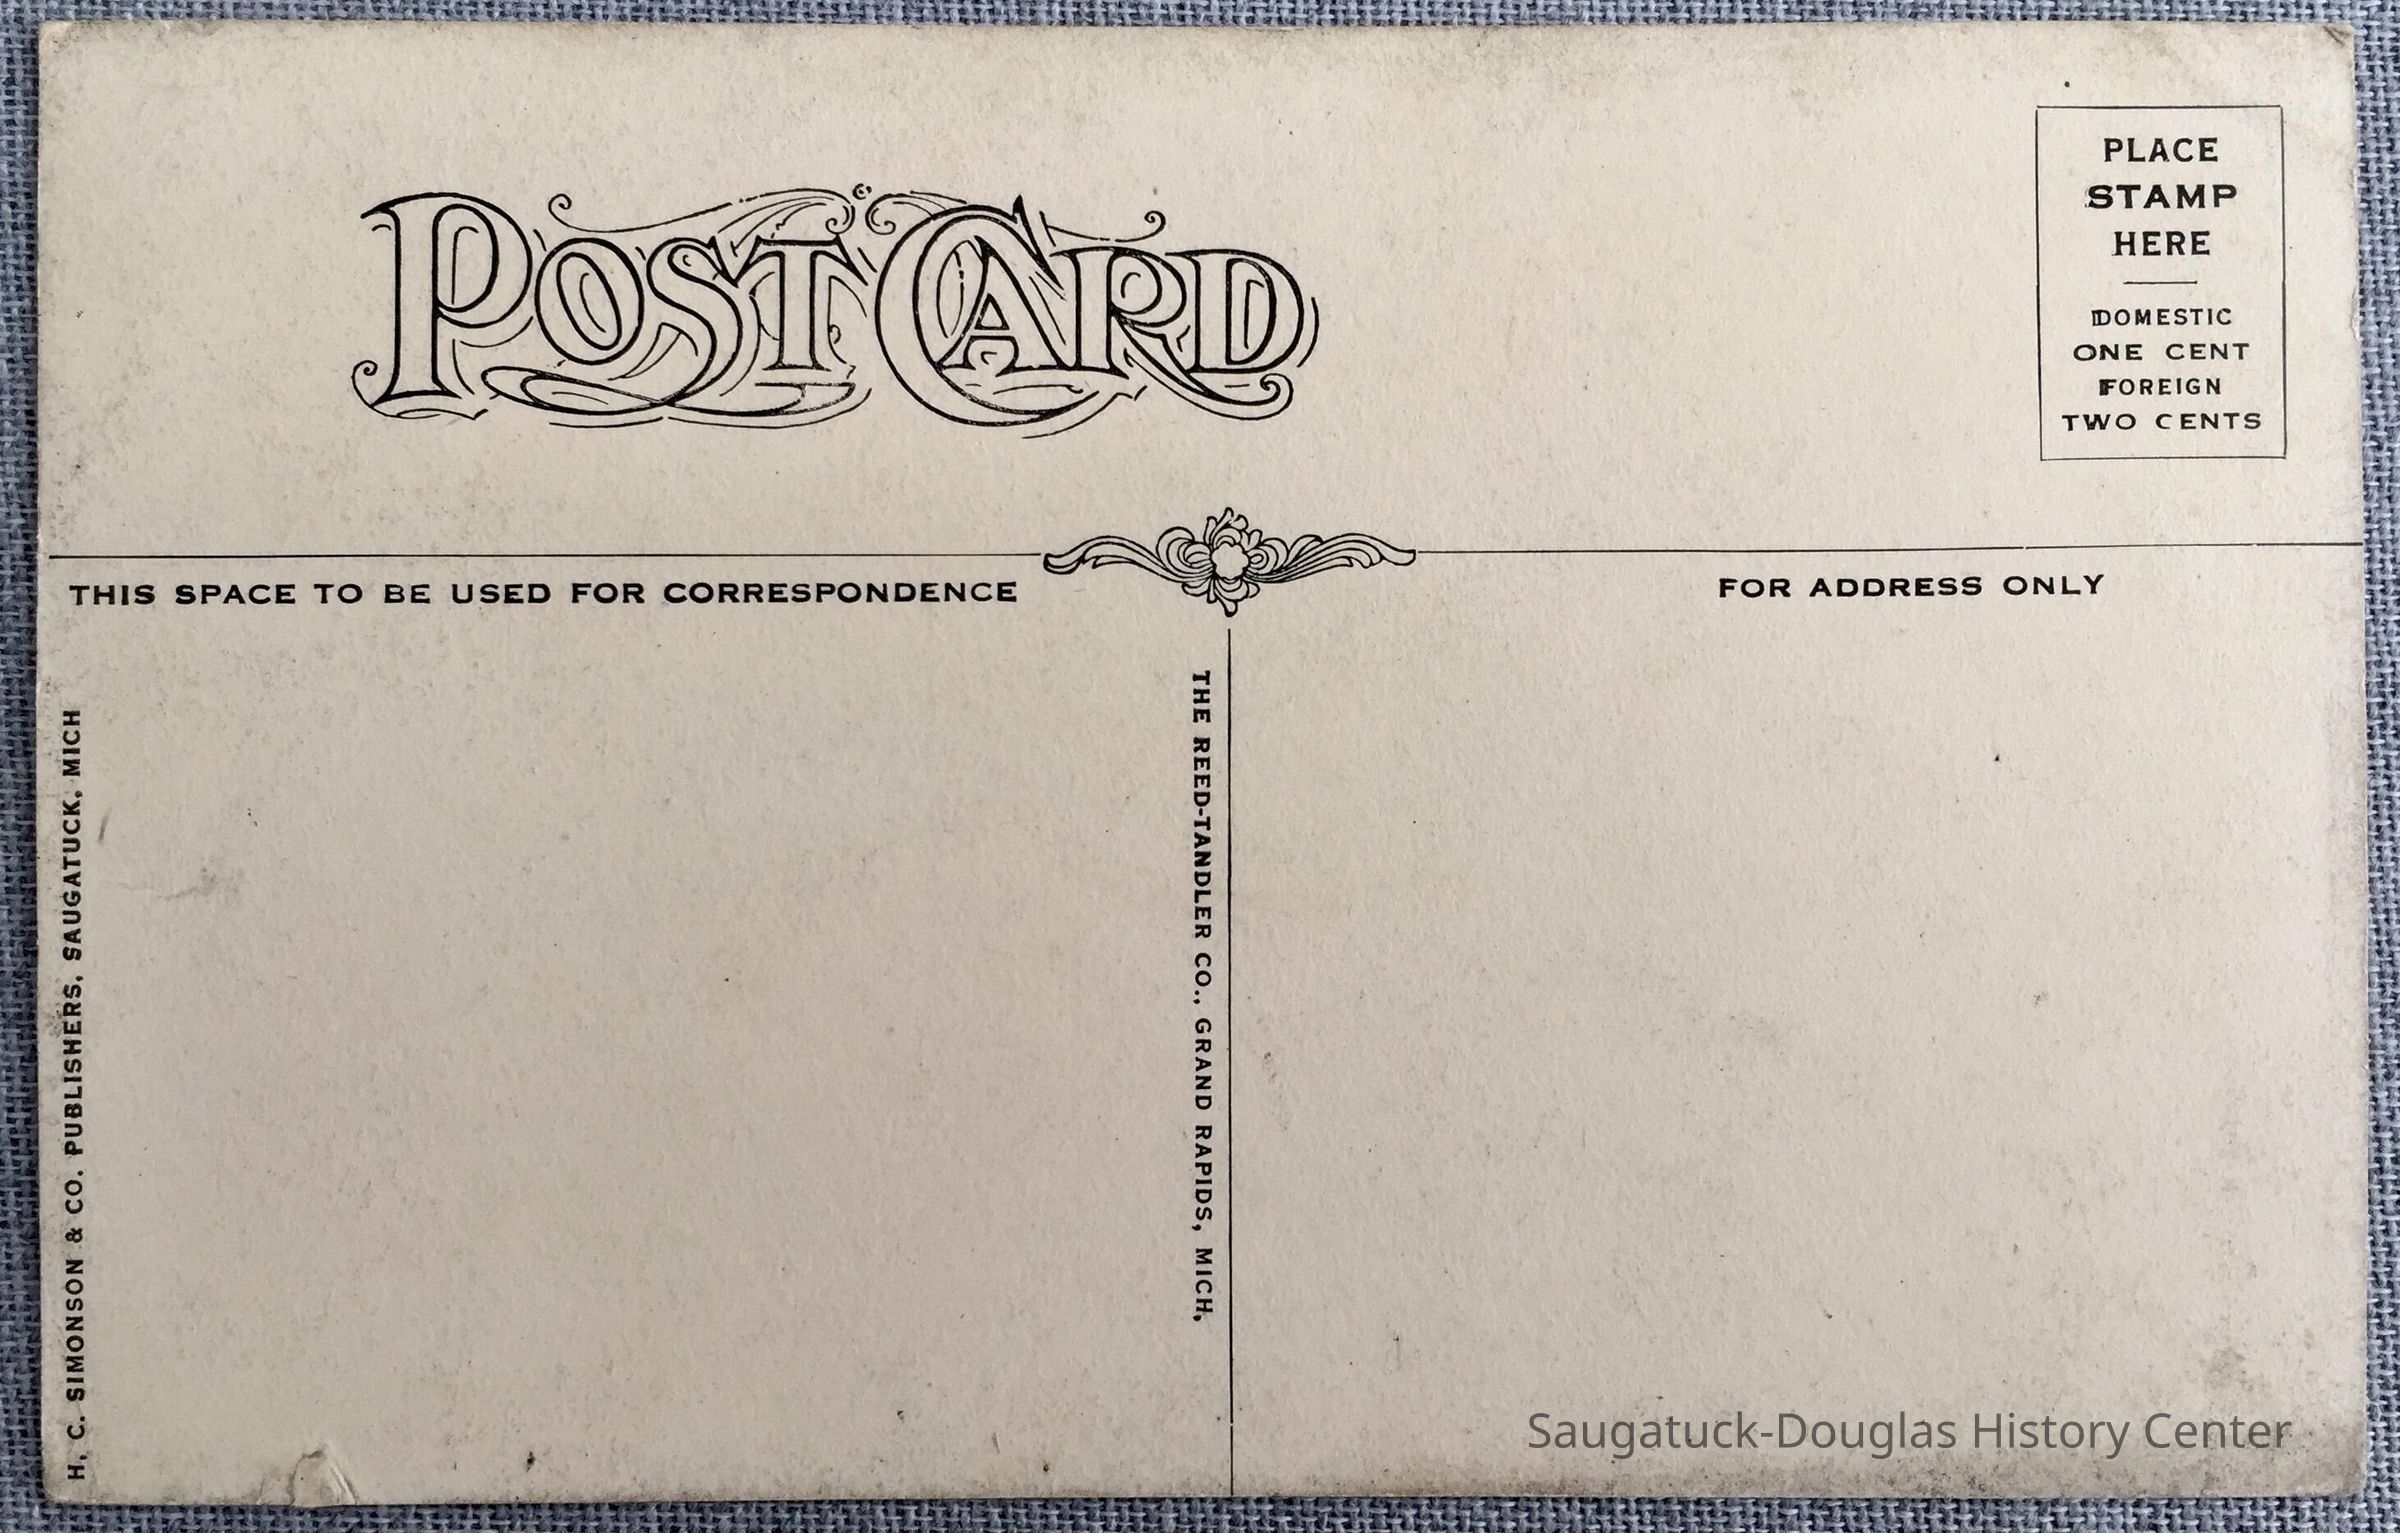 POST CARD
PLACE
STAMP
HERE
DOMESTIC
ONE CENT
FOREIGN
TWO CENTS
THIS SPACE TO BE USED FOR CORRESPONDENCE
FOR ADDRESS ONLY
H. C. SIMONSON & CO. PUBLISHERS. SAUGATUCK, MICH
THE REED-TANDLER CO., GRAND RAPIDS, MICH,
Saugatuck-Douglas History Center